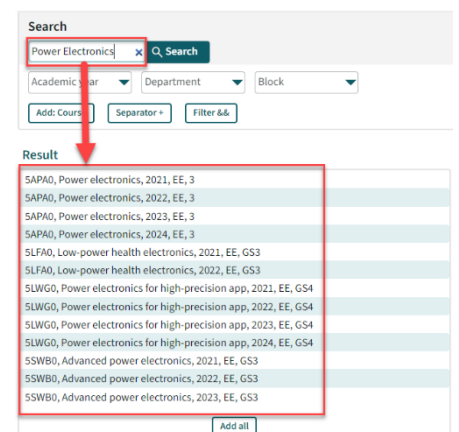 Search
Power Electronics x Search
Academic year Department Block
Add: Course Separator + Filter &&
Result
5APA0, Power electronics, 2021, EE, 3
5APA0, Power electronics, 2022, EE, 3
5APA0, Power electronics, 2023, EE, 3
5APA0, Power electronics, 2024, EE, 3
5LFA0, Low-power health electronics, 2021, EE, GS3
5LFA0, Low-power health electronics, 2022, EE, GS3
5LWG0, Power electronics for high-precision app, 2021, EE, GS4
5LWG0, Power electronics for high-precision app, 2022, EE, GS4
5LWG0, Power electronics for high-precision app, 2023, EE, GS4
5LWG0, Power electronics for high-precision app, 2024, EE, GS4
5SWB0, Advanced power electronics, 2021, EE, GS3
5SWB0, Advanced power electronics, 2022, EE, GS3
5SWB0, Advanced power electronics, 2023, EE, GS3
Add all